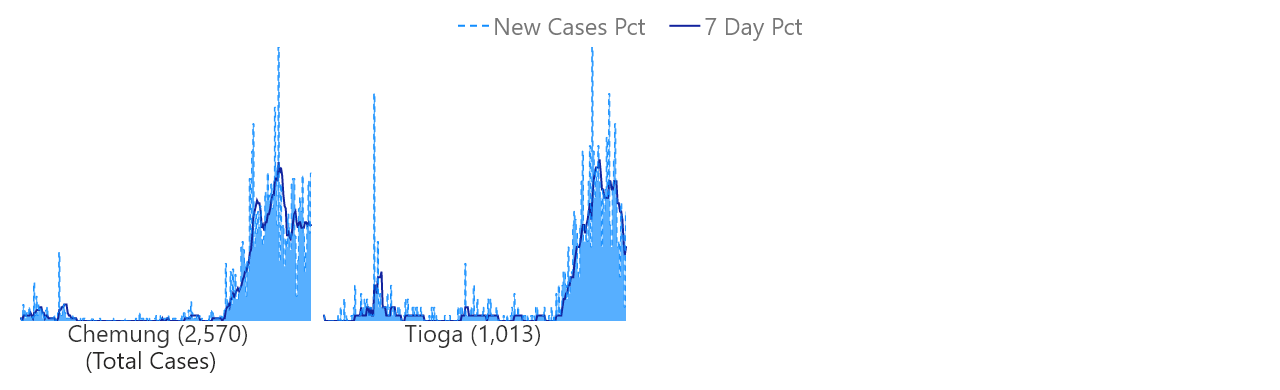 New Cases Pct 7 Day Pct
Chemung (2,570) Tioga (1,013)
(Total Cases)